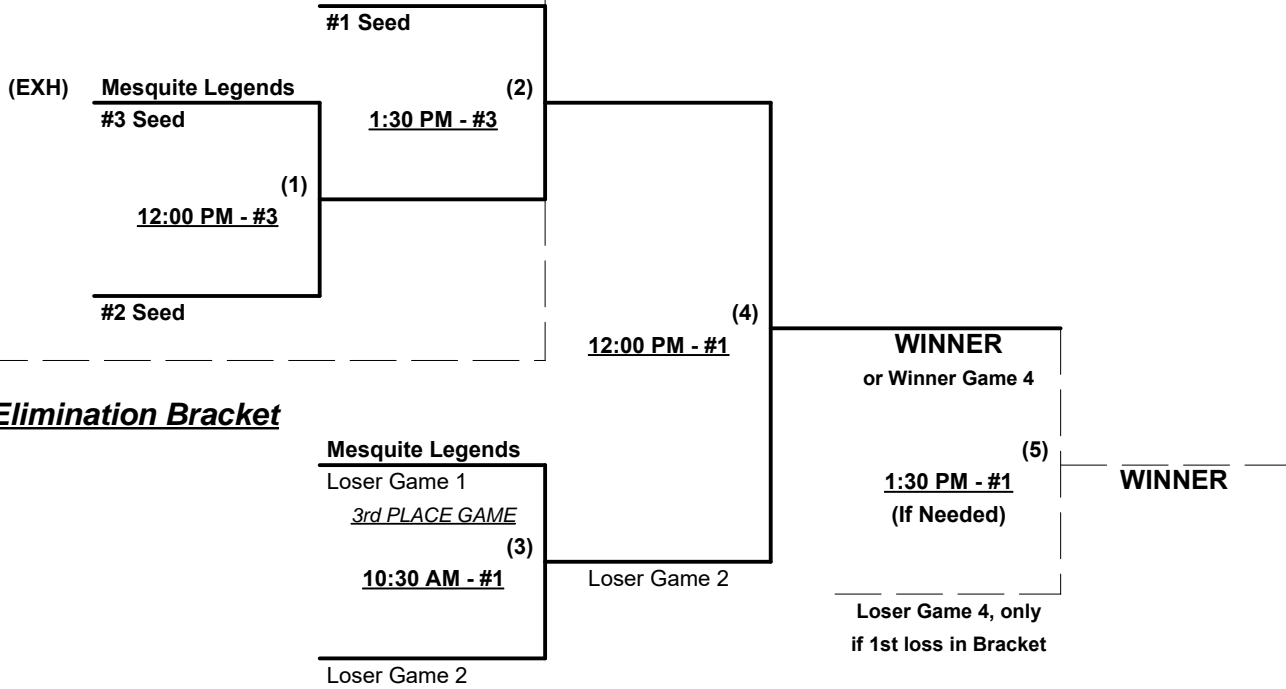 #1 Seed
(EXH) Mesquite Legends (2)
#3 Seed 1:30 PM - #3
(1)
12:00 PM - #3
#2 Seed (4)
12:00 PM - #1 WINNER
or Winner Game 4
Elimination Bracket
Mesquite Legends (5)
Loser Game 1 1:30 PM - #1 WINNER
3rd PLACE GAME (If Needed)
(3)
10:30 AM - #1 Loser Game 2
Loser Game 4, only
if 1st loss in Bracket
Loser Game 2